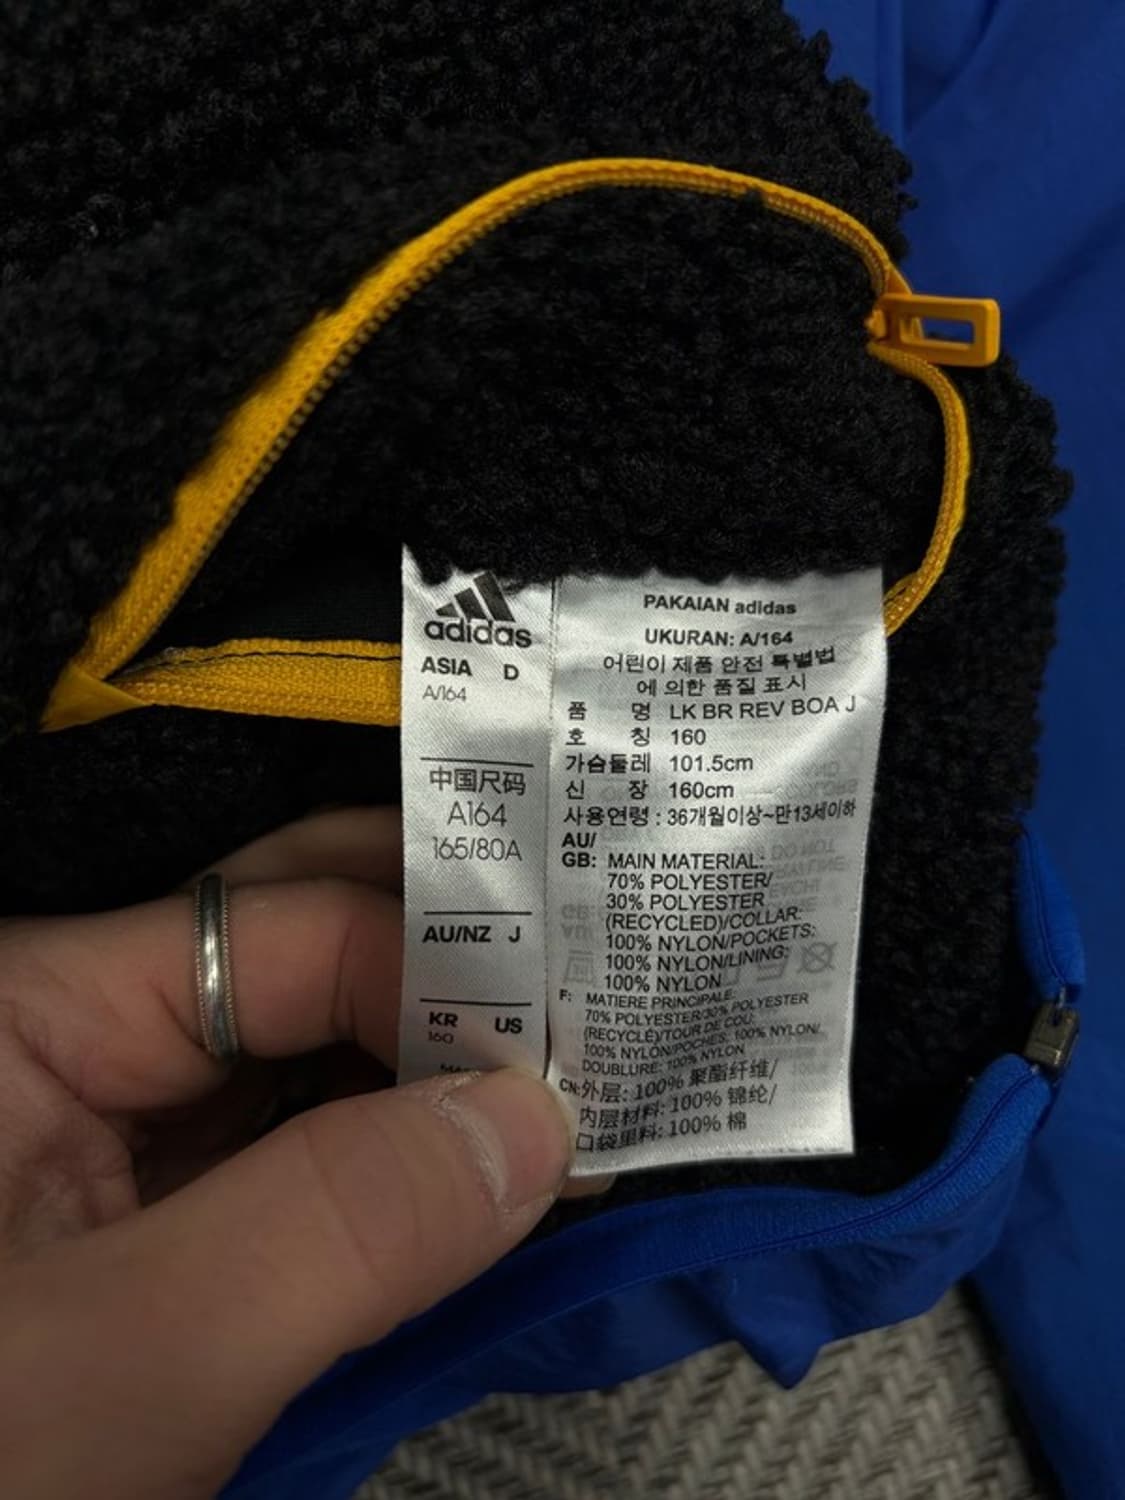 adidas
ASIA D
A/164
中国尺码
A164
165/80A
AU/NZ J
KR US
160
PAKAIAN adidas
UKURAN: A/164
어린이 제품 안전 특별법
에 의한 품질 표시
품 명 LK BR REV BOA J
호 칭 160
가슴둘레 101.5cm
신 장 160cm
사용연령 : 36개월이상~만13세이하
AU/
GB: MAIN MATERIAL:
70% POLYESTER/
30% POLYESTER
(RECYCLED)/COLLAR:
100% NYLON/POCKETS:
100% NYLON/LINING:
100% NYLON
F: MATIERE PRINCIPALE:
70% POLYESTER/30% POLYESTER
(RECYCLÉ)/TOUR DE COU:
100% NYLON/POCHES: 100% NYLON/
DOUBLURE: 100% NYLON
CN:外层: 100% 聚酯纤维/
内层材料: 100% 锦纶/
口袋里料: 100% 棉